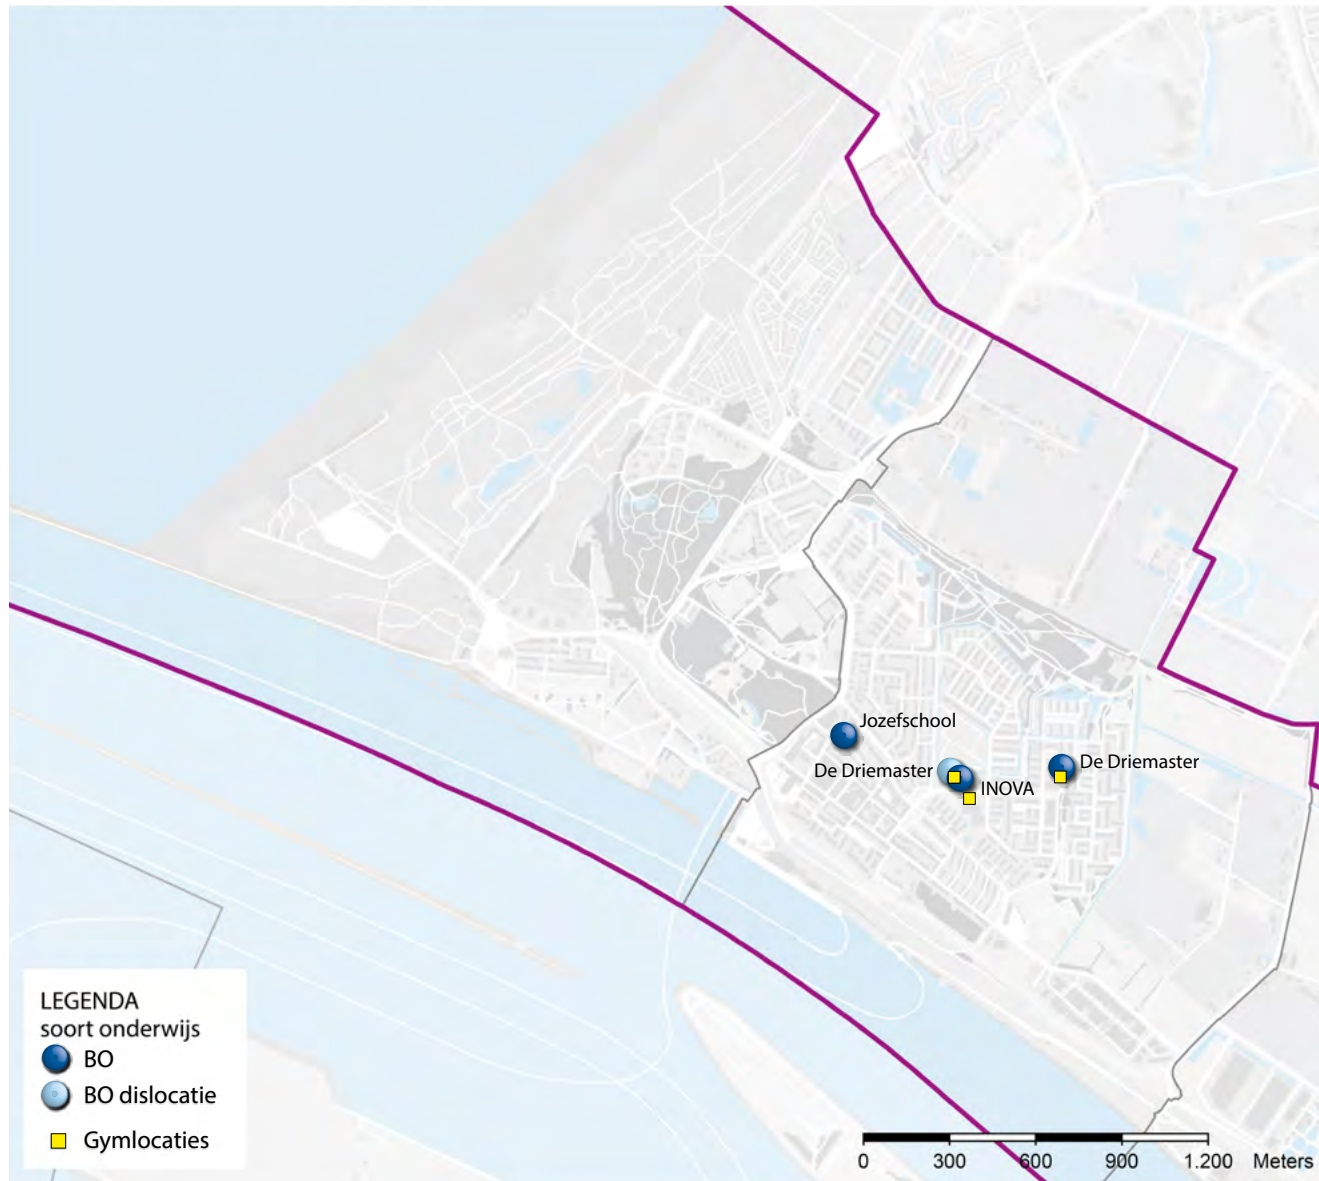 Jozefschool
De Driemaster
De Driemaster
INOVA
LEGENDA
soort onderwijs
BO
BO dislocatie
Gymlocaties
0 300 600 900 1.200 Meters